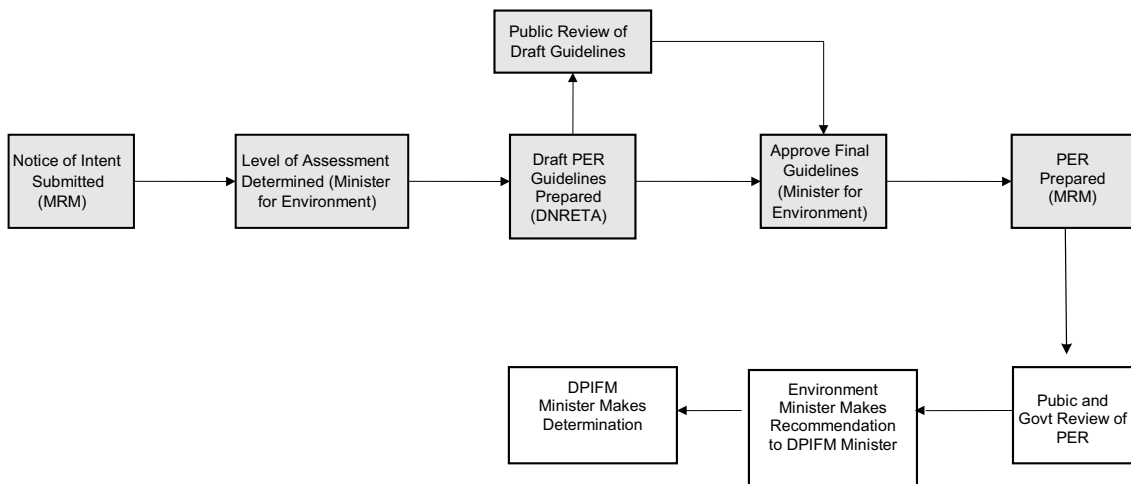 Public Review of
Draft Guidelines
Notice of Intent
Submitted
(MRM)
Level of Assessment
Determined (Minister
for Environment)
Draft PER
Guidelines
Prepared
(DNRETA)
Approve Final
Guidelines
(Minister for
Environment)
PER
Prepared
(MRM)
DPIFM
Minister Makes
Determination
Environment
Minister Makes
Recommendation
to DPIFM Minister
Pubic and
Govt Review of
PER